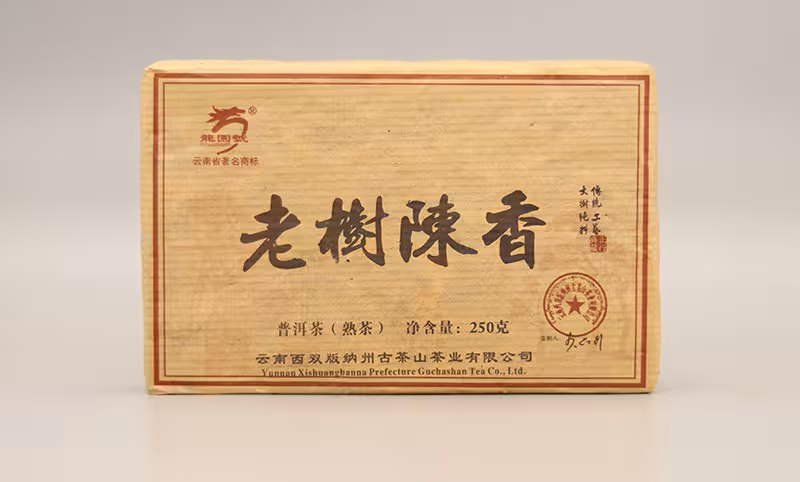 龍園號®
云南省著名商标
老樹陳香
傳統工藝
大樹純料
普洱茶（熟茶） 净含量：250克
监制人：
云南西双版纳州古茶山茶业有限公司
Yunnan Xishuangbanna Prefecture Guchashan Tea Co., Ltd.